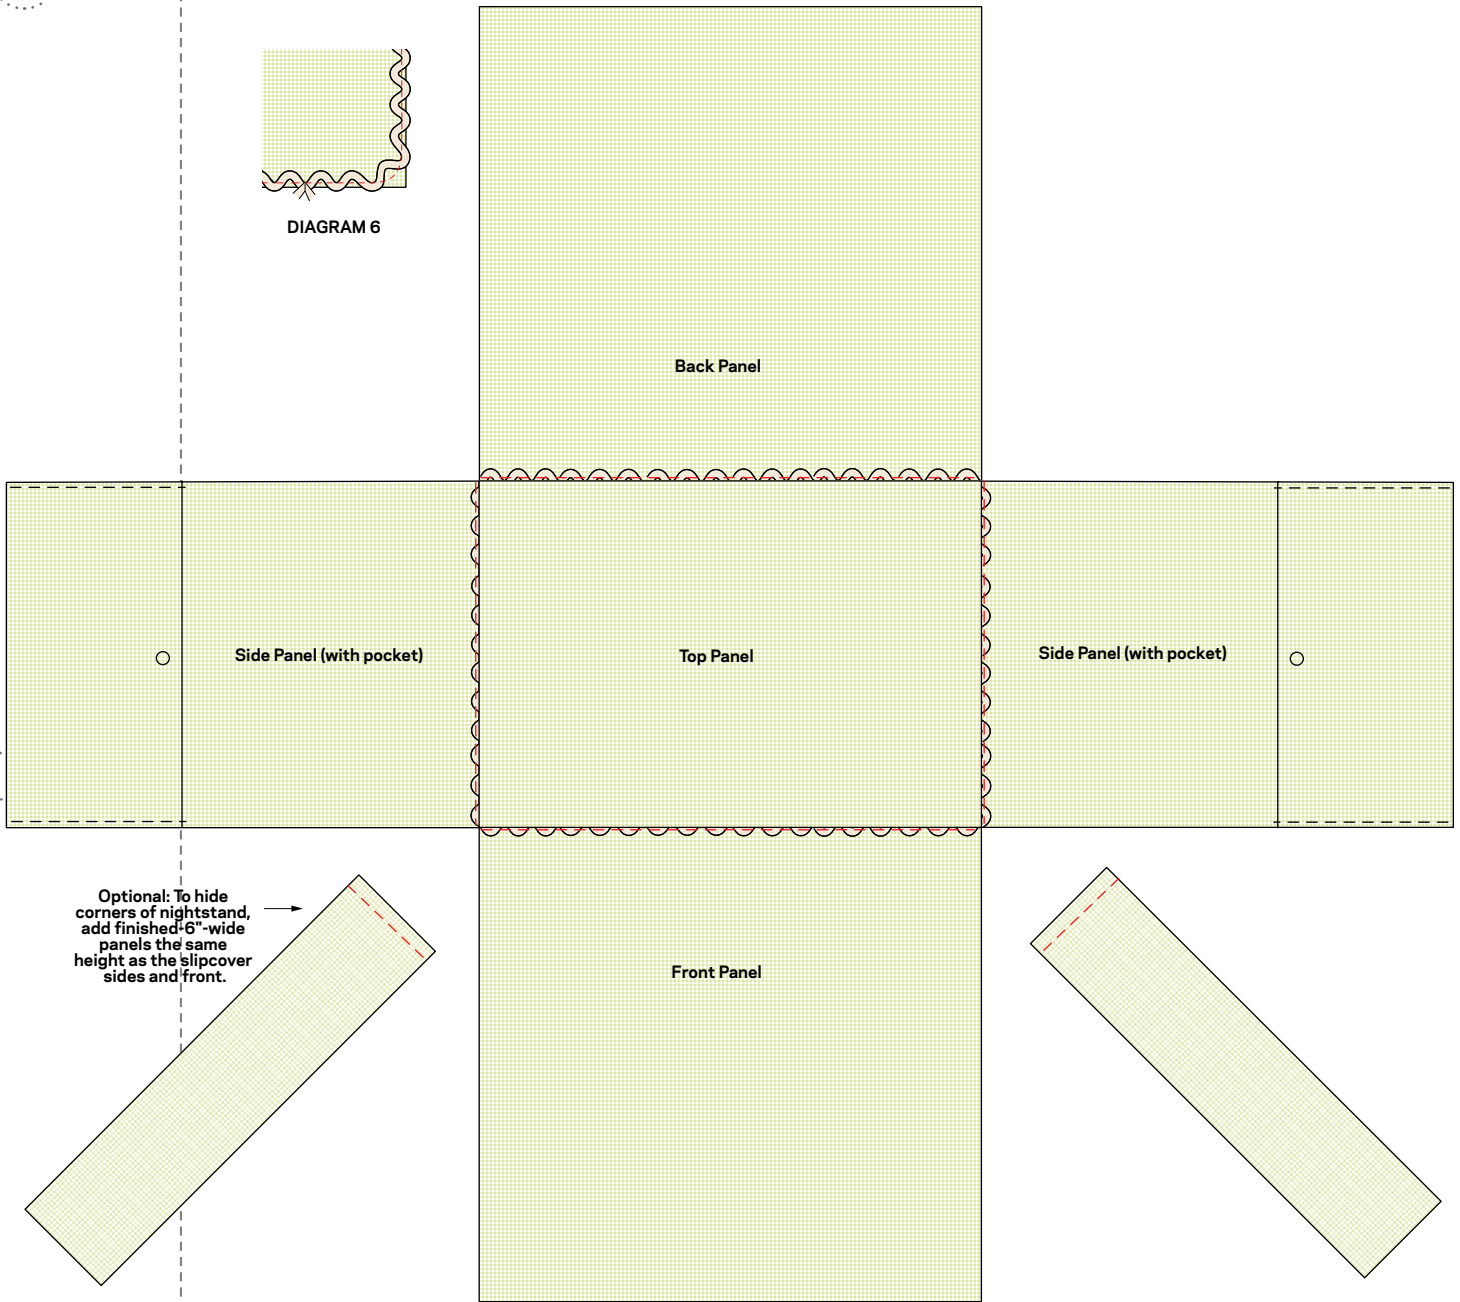 DIAGRAM 6
Back Panel
Side Panel (with pocket)
Top Panel
Side Panel (with pocket)
Optional: To hide
corners of nightstand,
add finished-6"-wide
panels the same
height as the slipcover
sides and front.
Front Panel